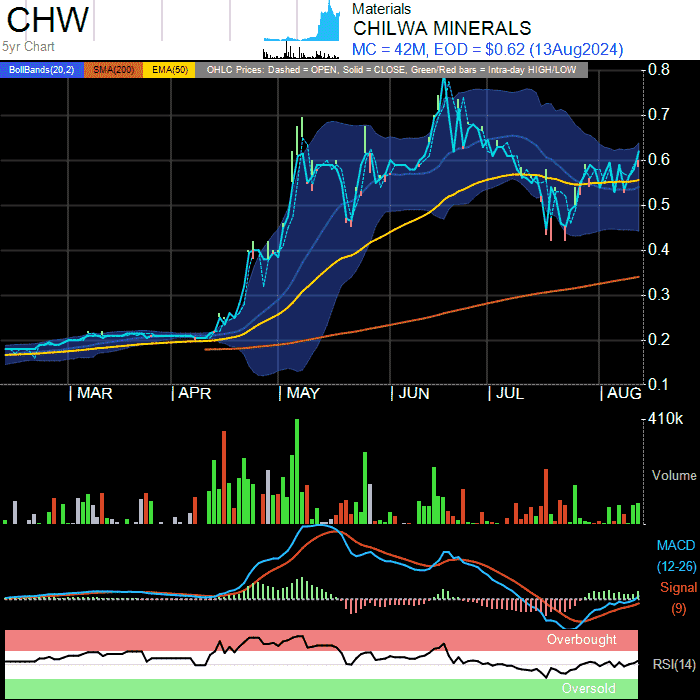 CHW
Materials
CHILWA MINERALS
5yr Chart
MC = 42M, EOD = $0.62 (13Aug2024)
BollBands(20,2) SMA(200) EMA(50) OHLC Prices: Dashed = OPEN, Solid = CLOSE, Green/Red bars = Intra-day HIGH/LOW
0.8
0.7
0.6
0.5
0.4
0.3
0.2
0.1
| MAR | APR | MAY | JUN | JUL | AUG
410k
Volume
MACD
(12-26)
Signal
(9)
Overbought
RSI(14)
Oversold